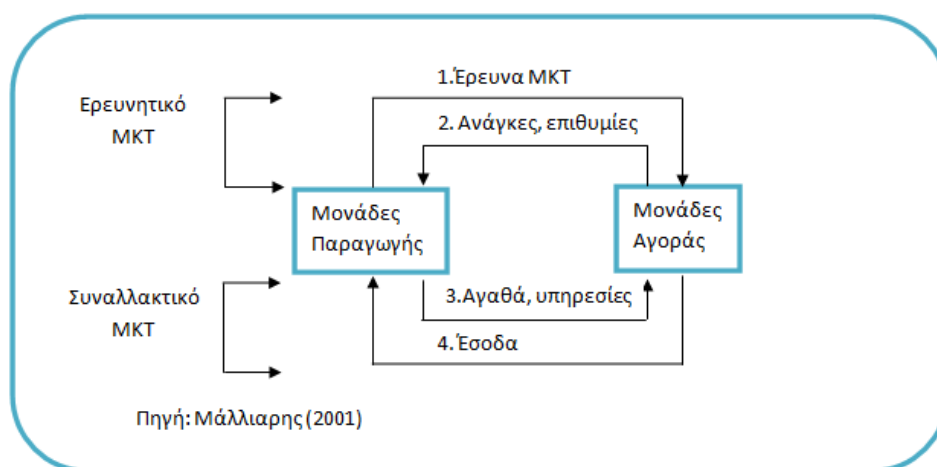 1.Έρευνα ΜΚΤ
Ερευνητικό
ΜΚΤ
2. Ανάγκες, επιθυμίες
Μονάδες
Παραγωγής
Μονάδες
Αγοράς
Συναλλακτικό
ΜΚΤ
3.Αγαθά, υπηρεσίες
4. Έσοδα
Πηγή: Μάλλιαρης (2001)